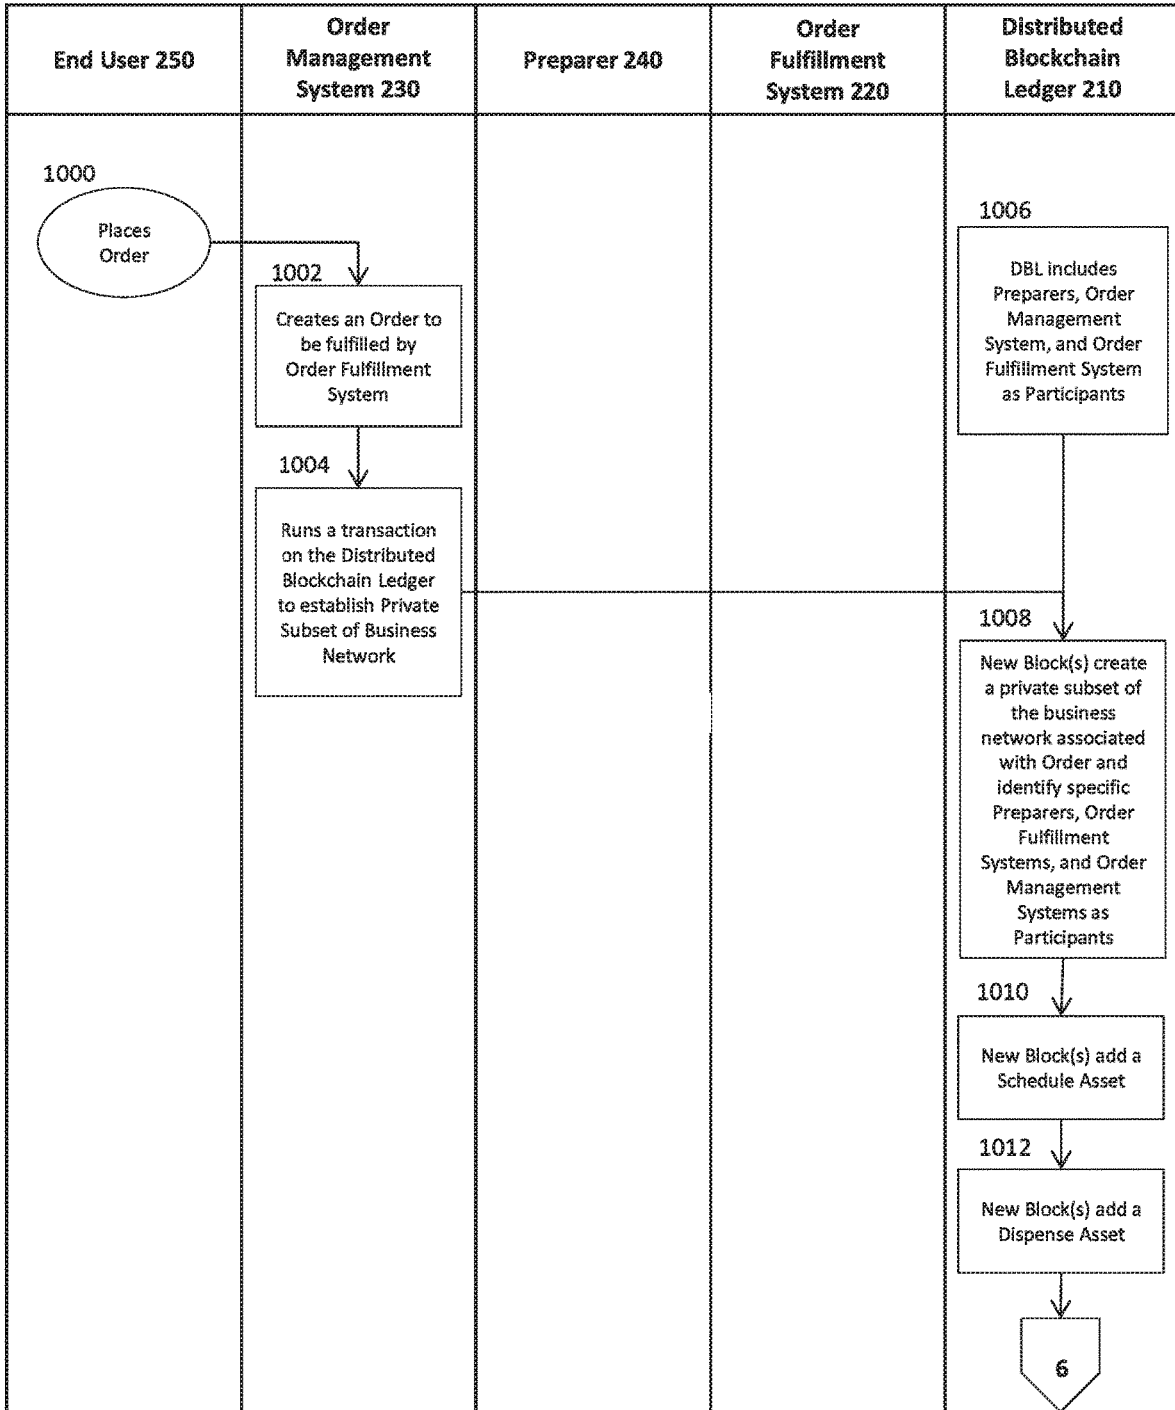 End User 250
Order
Management
System 230
Preparer 240
Order
Fulfillment
System 220
Distributed
Blockchain
Ledger 210
1000
Places
Order
1002
Creates an Order to
be fulfilled by
Order Fulfillment
System
1004
Runs a transaction
on the Distributed
Blockchain Ledger
to establish Private
Subset of Business
Network
1006
DBL includes
Preparers, Order
Management
System, and Order
Fulfillment System
as Participants
1008
New Block(s) create
a private subset of
the business
network associated
with Order and
identify specific
Preparers, Order
Fulfillment
Systems, and Order
Management
Systems as
Participants
1010
New Block(s) add a
Schedule Asset
1012
New Block(s) add a
Dispense Asset
6